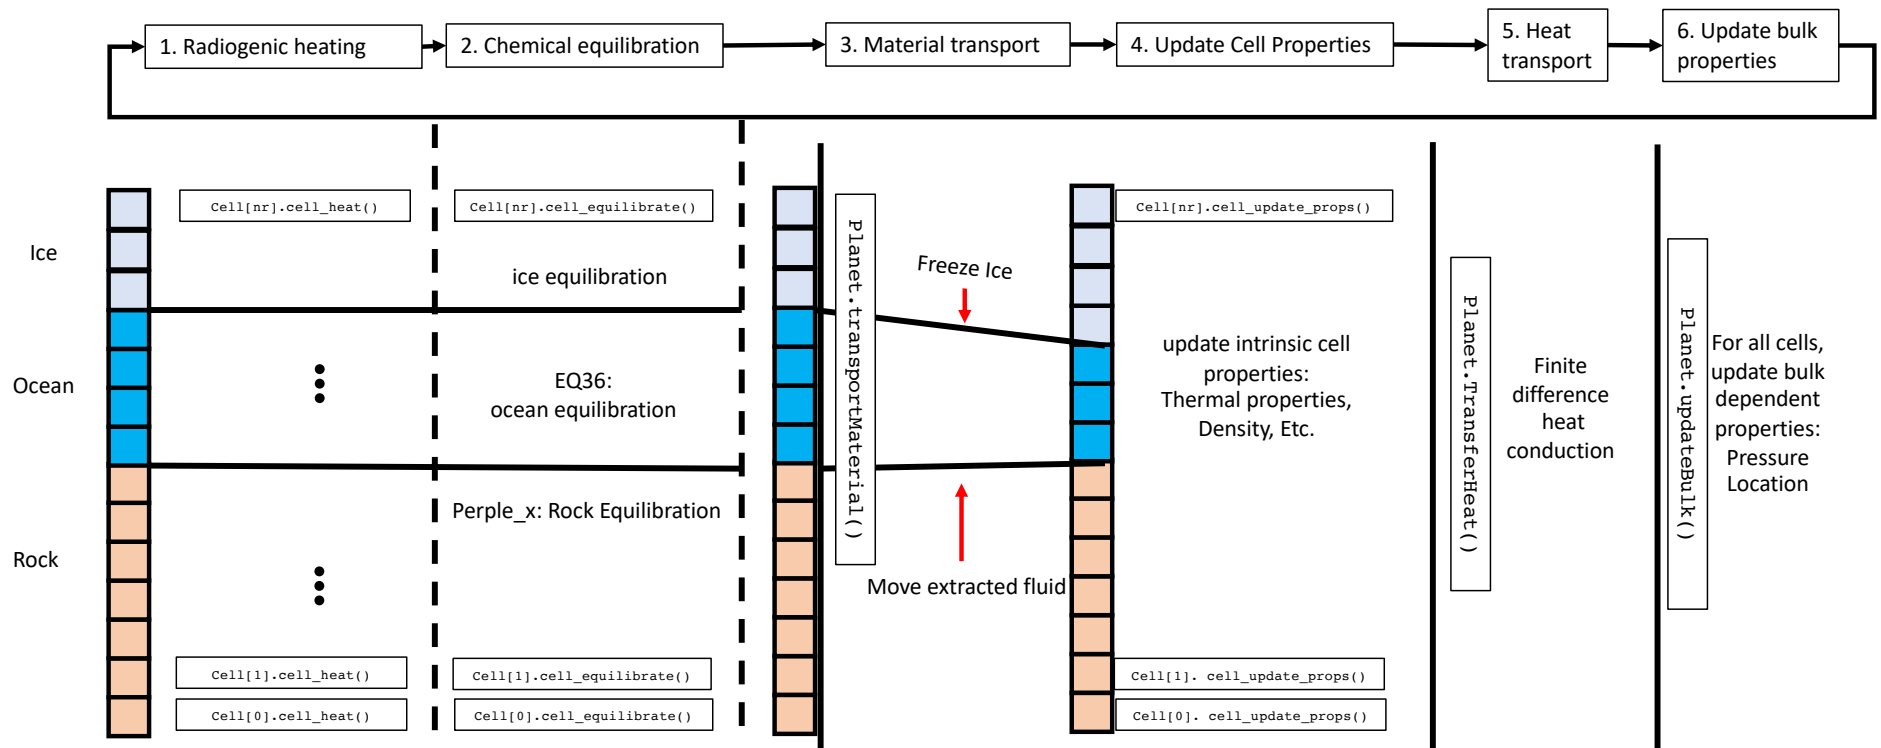 1. Radiogenic heating
2. Chemical equilibration
3. Material transport
4. Update Cell Properties
5. Heat
transport
6. Update bulk
properties
Ice
Ocean
Rock
Cell[nr].cell_heat()
Cell[1].cell_heat()
Cell[0].cell_heat()
Cell[nr].cell_equilibrate()
ice equilibration
EQ36:
ocean equilibration
Perple_x: Rock Equilibration
Cell[1].cell_equilibrate()
Cell[0].cell_equilibrate()
Planet.transportMaterial()
Freeze Ice
Move extracted fluid
Cell[nr].cell_update_props()
update intrinsic cell
properties:
Thermal properties,
Density, Etc.
Cell[1]. cell_update_props()
Cell[0]. cell_update_props()
Planet.TransferHeat()
Finite
difference
heat
conduction
Planet.updateBulk()
For all cells,
update bulk
dependent
properties:
Pressure
Location